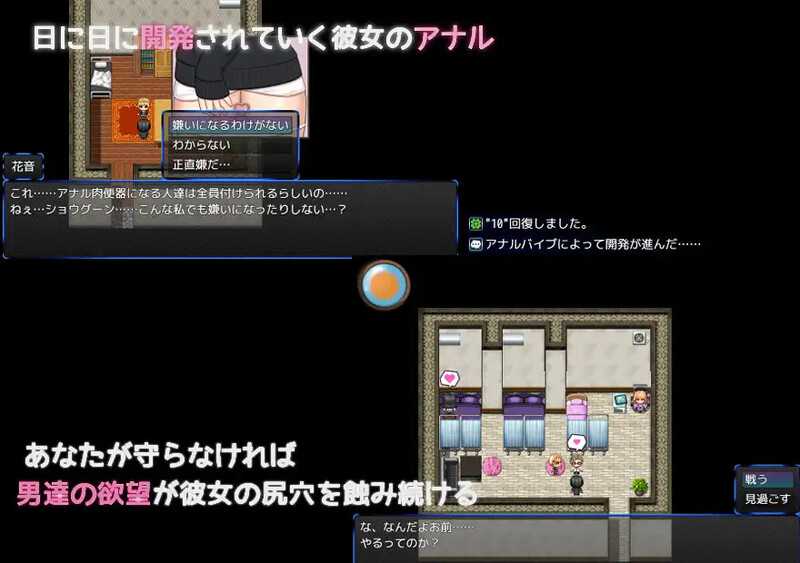 日に日に開発されていく彼女のアナル
嫌いになるわけがない
わからない
正直嫌だ…
花音
これ……アナル肉便器になる人達は全員付けられるらしいの……
ねぇ…ショウグーン……こんな私でも嫌いになったりしない…？
"10"回復しました。
アナルバイブによって開発が進んだ……
あなたが守らなければ
男達の欲望が彼女の尻穴を蝕み続ける
戦う
見過ごす
な、なんだよお前……
やるってのか？